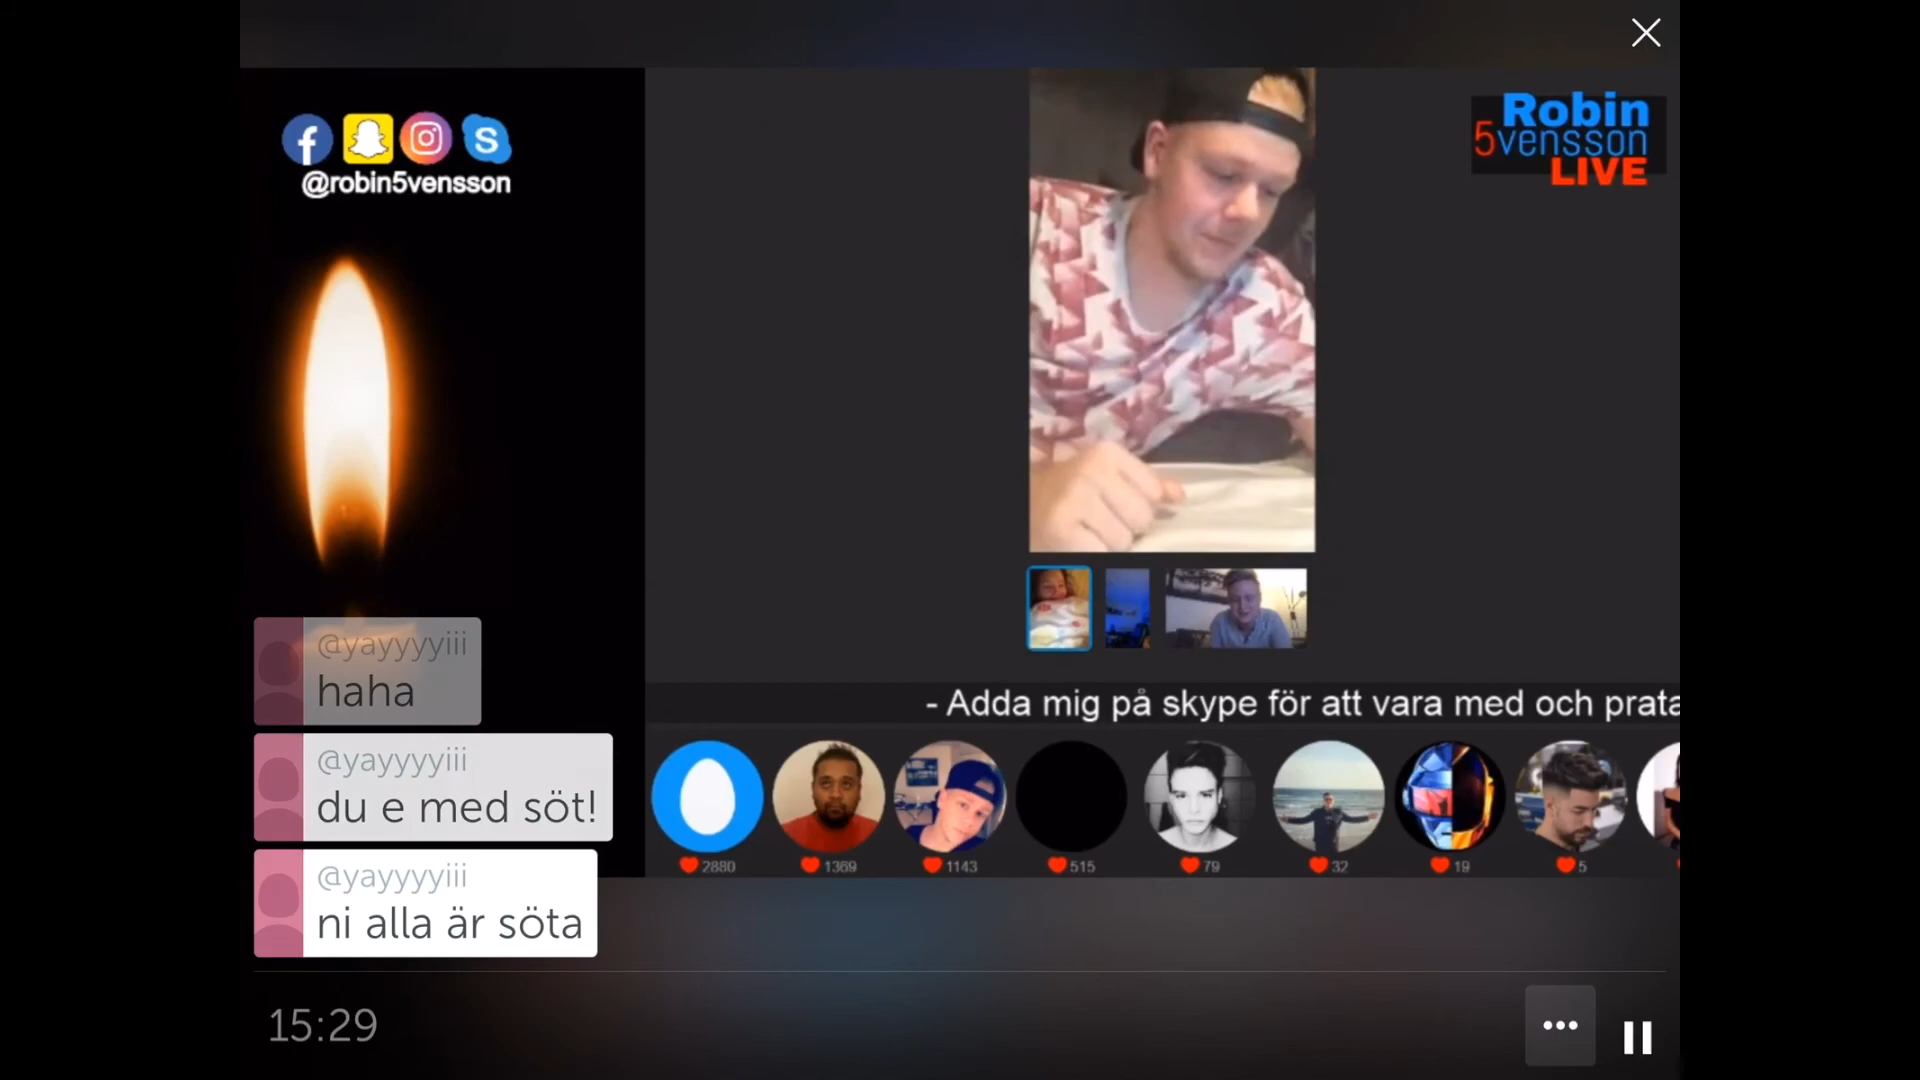 @robin5vensson
Robin
5vensson
LIVE
@yayyyyiii
haha
@yayyyyiii
du e med söt!
@yayyyyiii
ni alla är söta
- Adda mig på skype för att vara med och prata
2880
1369
1143
515
79
32
19
5
15:29